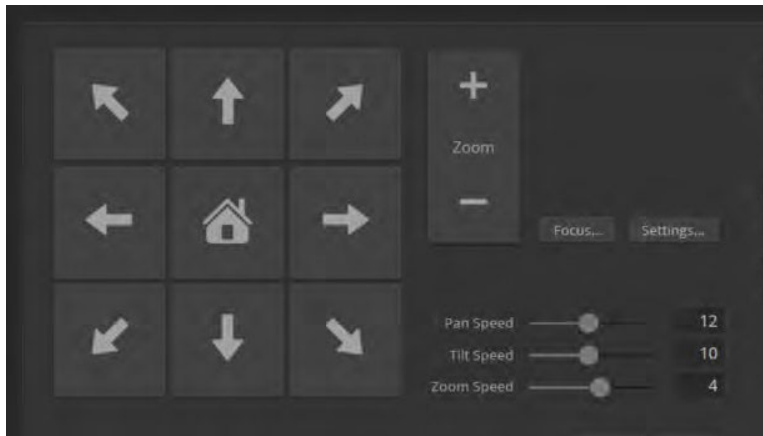 +
Zoom
−
Focus... Settings...
Pan Speed 12
Tilt Speed 10
Zoom Speed 4